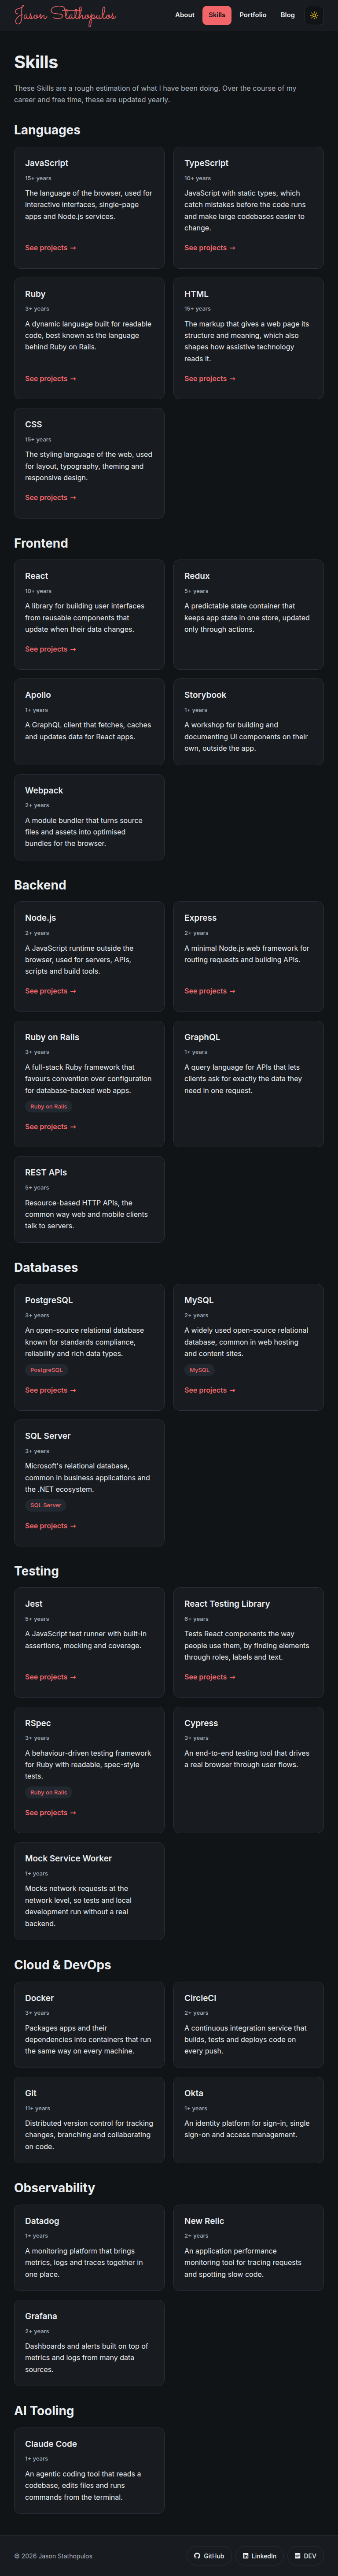 Jason Stathopulos
About
Skills
Portfolio
Blog
Skills
These Skills are a rough estimation of what I have been doing. Over the course of my
career and free time, these are updated yearly.
Languages
JavaScript
15+ years
The language of the browser, used for
interactive interfaces, single-page
apps and Node.js services.
See projects →
TypeScript
10+ years
JavaScript with static types, which
catch mistakes before the code runs
and make large codebases easier to
change.
See projects →
Ruby
3+ years
A dynamic language built for readable
code, best known as the language
behind Ruby on Rails.
See projects →
HTML
15+ years
The markup that gives a web page its
structure and meaning, which also
shapes how assistive technology
reads it.
See projects →
CSS
15+ years
The styling language of the web, used
for layout, typography, theming and
responsive design.
See projects →
Frontend
React
10+ years
A library for building user interfaces
from reusable components that
update when their data changes.
See projects →
Redux
5+ years
A predictable state container that
keeps app state in one store, updated
only through actions.
Apollo
1+ years
A GraphQL client that fetches, caches
and updates data for React apps.
Storybook
1+ years
A workshop for building and
documenting UI components on their
own, outside the app.
Webpack
2+ years
A module bundler that turns source
files and assets into optimised
bundles for the browser.
Backend
Node.js
2+ years
A JavaScript runtime outside the
browser, used for servers, APIs,
scripts and build tools.
See projects →
Express
2+ years
A minimal Node.js web framework for
routing requests and building APIs.
See projects →
Ruby on Rails
3+ years
A full-stack Ruby framework that
favours convention over configuration
for database-backed web apps.
Ruby on Rails
See projects →
GraphQL
1+ years
A query language for APIs that lets
clients ask for exactly the data they
need in one request.
REST APIs
5+ years
Resource-based HTTP APIs, the
common way web and mobile clients
talk to servers.
Databases
PostgreSQL
3+ years
An open-source relational database
known for standards compliance,
reliability and rich data types.
PostgreSQL
See projects →
MySQL
2+ years
A widely used open-source relational
database, common in web hosting
and content sites.
MySQL
See projects →
SQL Server
3+ years
Microsoft's relational database,
common in business applications and
the .NET ecosystem.
SQL Server
See projects →
Testing
Jest
5+ years
A JavaScript test runner with built-in
assertions, mocking and coverage.
See projects →
React Testing Library
6+ years
Tests React components the way
people use them, by finding elements
through roles, labels and text.
See projects →
RSpec
3+ years
A behaviour-driven testing framework
for Ruby with readable, spec-style
tests.
Ruby on Rails
See projects →
Cypress
3+ years
An end-to-end testing tool that drives
a real browser through user flows.
Mock Service Worker
1+ years
Mocks network requests at the
network level, so tests and local
development run without a real
backend.
Cloud & DevOps
Docker
3+ years
Packages apps and their
dependencies into containers that run
the same way on every machine.
CircleCI
2+ years
A continuous integration service that
builds, tests and deploys code on
every push.
Git
11+ years
Distributed version control for tracking
changes, branching and collaborating
on code.
Okta
1+ years
An identity platform for sign-in, single
sign-on and access management.
Observability
Datadog
1+ years
A monitoring platform that brings
metrics, logs and traces together in
one place.
New Relic
2+ years
An application performance
monitoring tool for tracing requests
and spotting slow code.
Grafana
2+ years
Dashboards and alerts built on top of
metrics and logs from many data
sources.
AI Tooling
Claude Code
1+ years
An agentic coding tool that reads a
codebase, edits files and runs
commands from the terminal.
© 2026 Jason Stathopulos
GitHub
LinkedIn
DEV